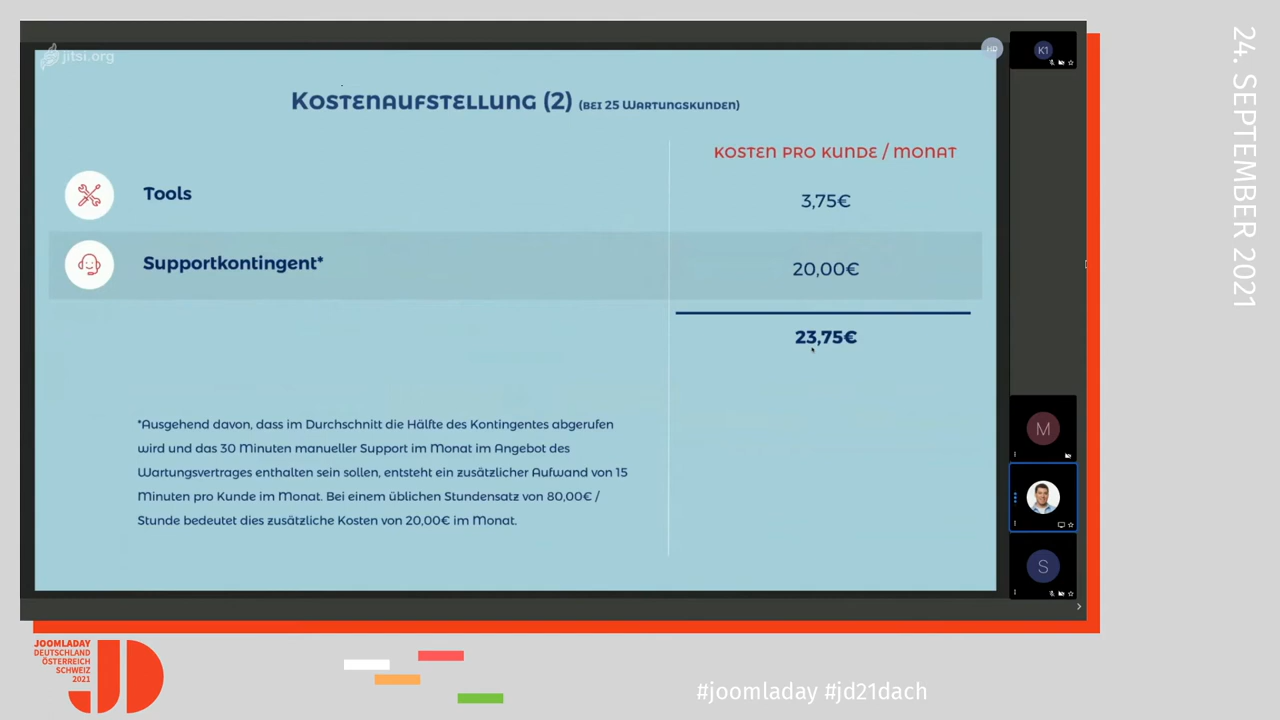 jitsi.org
HD
K1
Kostenaufstellung (2) (bei 25 Wartungskunden)
Kosten pro Kunde / Monat
Tools
3,75€
Supportkontingent*
20,00€
23,75€
*Ausgehend davon, dass im Durchschnitt die Hälfte des Kontingentes abgerufen
wird und das 30 Minuten manueller Support im Monat im Angebot des
Wartungsvertrages enthalten sein sollen, entsteht ein zusätzlicher Aufwand von 15
Minuten pro Kunde im Monat. Bei einem üblichen Stundensatz von 80,00€ /
Stunde bedeutet dies zusätzliche Kosten von 20,00€ im Monat.
M
S
24. SEPTEMBER 2021
JOOMLADAY
DEUTSCHLAND
ÖSTERREICH
SCHWEIZ
2021
JD
#joomladay #jd21dach